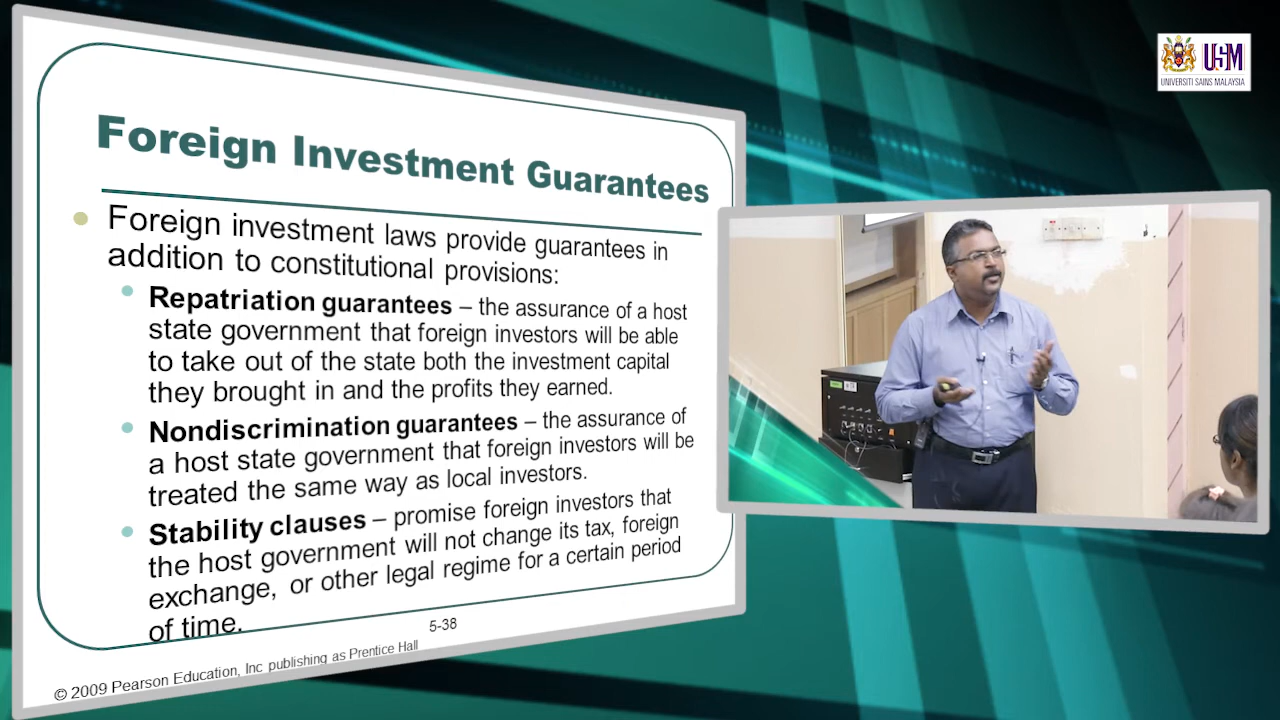 Foreign Investment Guarantees
Foreign investment laws provide guarantees in
addition to constitutional provisions:
Repatriation guarantees – the assurance of a host
state government that foreign investors will be able
to take out of the state both the investment capital
they brought in and the profits they earned.
Nondiscrimination guarantees – the assurance of
a host state government that foreign investors will be
treated the same way as local investors.
Stability clauses – promise foreign investors that
the host government will not change its tax, foreign
exchange, or other legal regime for a certain period
of time.
5-38
© 2009 Pearson Education, Inc publishing as Prentice Hall
USM
UNIVERSITI SAINS MALAYSIA